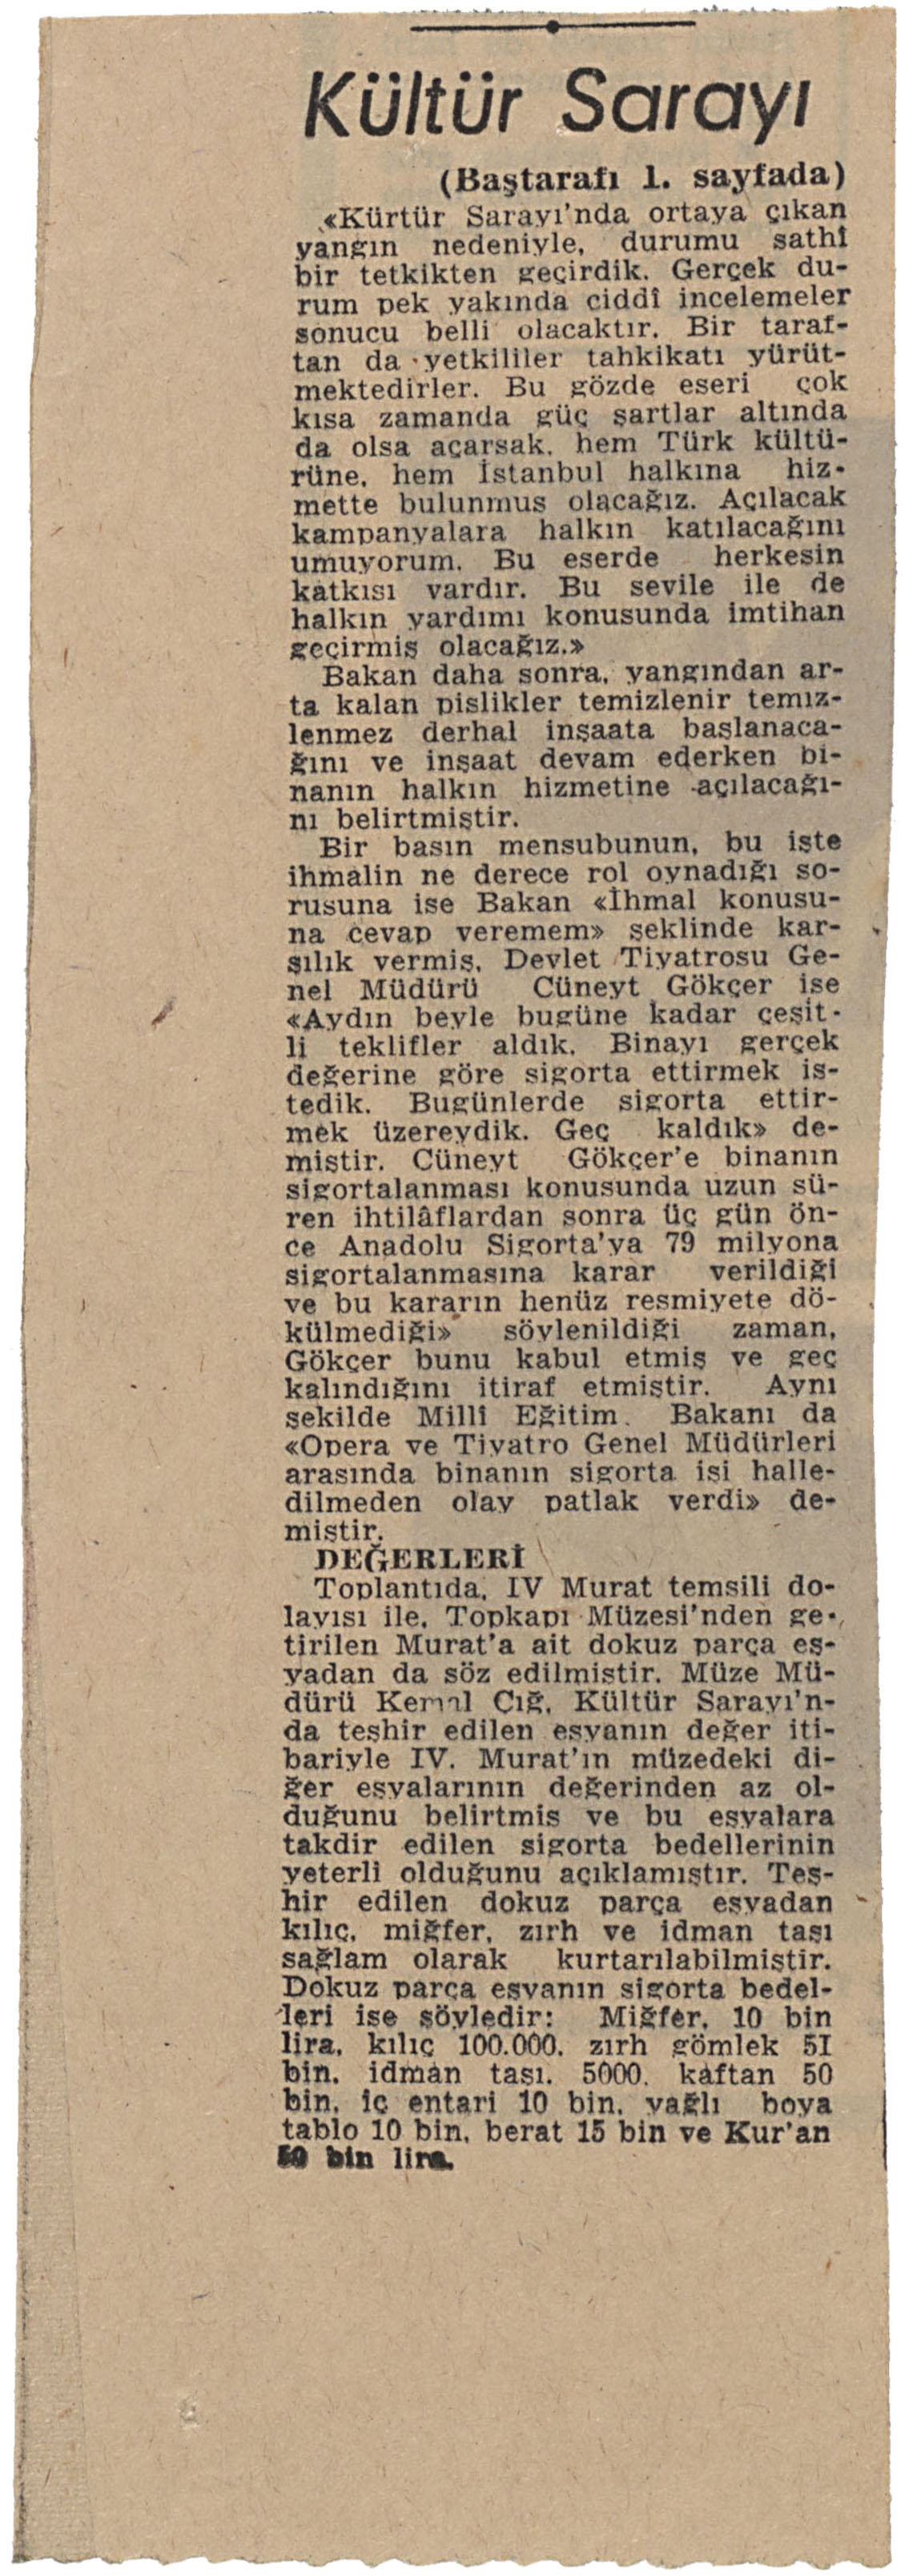 Kültür Sarayı
(Baştarafı 1. sayfada)
«Kürtür Sarayı'nda ortaya çıkan
yangın nedeniyle, durumu sathî
bir tetkikten geçirdik. Gerçek du-
rum pek yakında ciddî incelemeler
sonucu belli olacaktır. Bir taraf-
tan da yetkililer tahkikatı yürüt-
mektedirler. Bu gözde eseri çok
kısa zamanda güç şartlar altında
da olsa açarsak, hem Türk kültü-
rüne, hem İstanbul halkına hiz-
mette bulunmuş olacağız. Açılacak
kampanyalara halkın katılacağını
umuyorum. Bu eserde herkesin
katkısı vardır. Bu sevile ile de
halkın yardımı konusunda imtihan
geçirmiş olacağız.»
Bakan daha sonra, yangından ar-
ta kalan pislikler temizlenir temiz-
lenmez derhal inşaata başlanaca-
ğını ve inşaat devam ederken bi-
nanın halkın hizmetine açılacağı-
nı belirtmiştir.
Bir basın mensubunun, bu işte
ihmalin ne derece rol oynadığı so-
rusuna ise Bakan «İhmal konusu-
na cevap veremem» şeklinde kar-
şılık vermiş, Devlet Tiyatrosu Ge-
nel Müdürü Cüneyt Gökçer ise
«Aydın beyle bugüne kadar çeşit-
li teklifler aldık. Binayı gerçek
değerine göre sigorta ettirmek is-
tedik. Bugünlerde sigorta ettir-
mek üzereydik. Geç kaldık» de-
miştir. Cüneyt Gökçer'e binanın
sigortalanması konusunda uzun sü-
ren ihtilâflardan sonra üç gün ön-
ce Anadolu Sigorta'ya 79 milyona
sigortalanmasına karar verildiği
ve bu kararın henüz resmiyete dö-
külmediği» söylenildiği zaman,
Gökçer bunu kabul etmiş ve geç
kalındığını itiraf etmiştir. Aynı
şekilde Millî Eğitim. Bakanı da
«Opera ve Tiyatro Genel Müdürleri
arasında binanın sigorta işi halle-
dilmeden olay patlak verdi» de-
miştir.
DEĞERLERİ
Toplantıda, IV Murat temsili do-
layısı ile, Topkapı Müzesi'nden ge-
tirilen Murat'a ait dokuz parça eş-
yadan da söz edilmiştir. Müze Mü-
dürü Kemal Çığ, Kültür Sarayı'n-
da teşhir edilen eşyanın değer iti-
bariyle IV. Murat'ın müzedeki di-
ğer eşyalarının değerinden az ol-
duğunu belirtmiş ve bu eşyalara
takdir edilen sigorta bedellerinin
yeterli olduğunu açıklamıştır. Teş-
hir edilen dokuz parça eşyadan
kılıç, miğfer, zırh ve idman taşı
sağlam olarak kurtarılabilmiştir.
Dokuz parça eşyanın sigorta bedel-
leri ise şöyledir: Miğfer, 10 bin
lira, kılıç 100.000, zırh gömlek 51
bin, idman taşı, 5000, kaftan 50
bin, iç entari 10 bin, yağlı boya
tablo 10 bin, berat 15 bin ve Kur'an
bin lira.